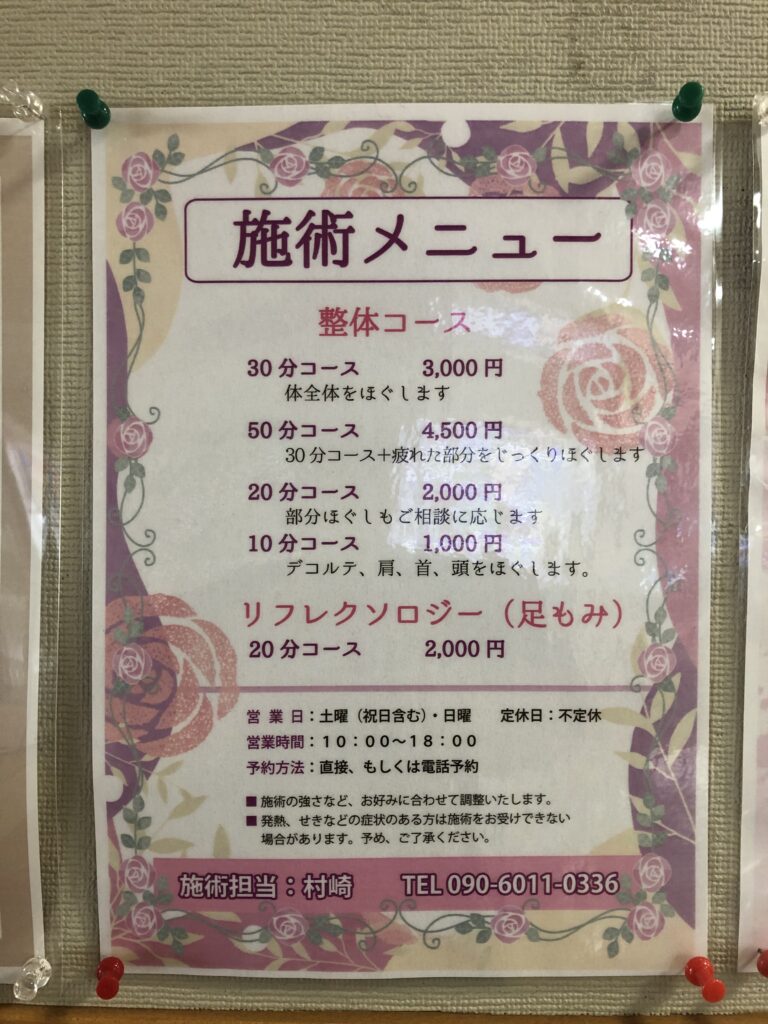 施術メニュー
整体コース
30分コース 3,000円
体全体をほぐします
50分コース 4,500円
30分コース+疲れた部分をじっくりほぐします
20分コース 2,000円
部分ほぐしもご相談に応じます
10分コース 1,000円
デコルテ、肩、首、頭をほぐします。
リフレクソロジー（足もみ）
20分コース 2,000円
営業日：土曜（祝日含む）・日曜 定休日：不定休
営業時間：１０：００〜１８：００
予約方法：直接、もしくは電話予約
■ 施術の強さなど、お好みに合わせて調整いたします。
■ 発熱、せきなどの症状のある方は施術をお受けできない
場合があります。予め、ご了承ください。
施術担当：村崎 TEL 090-6011-0336